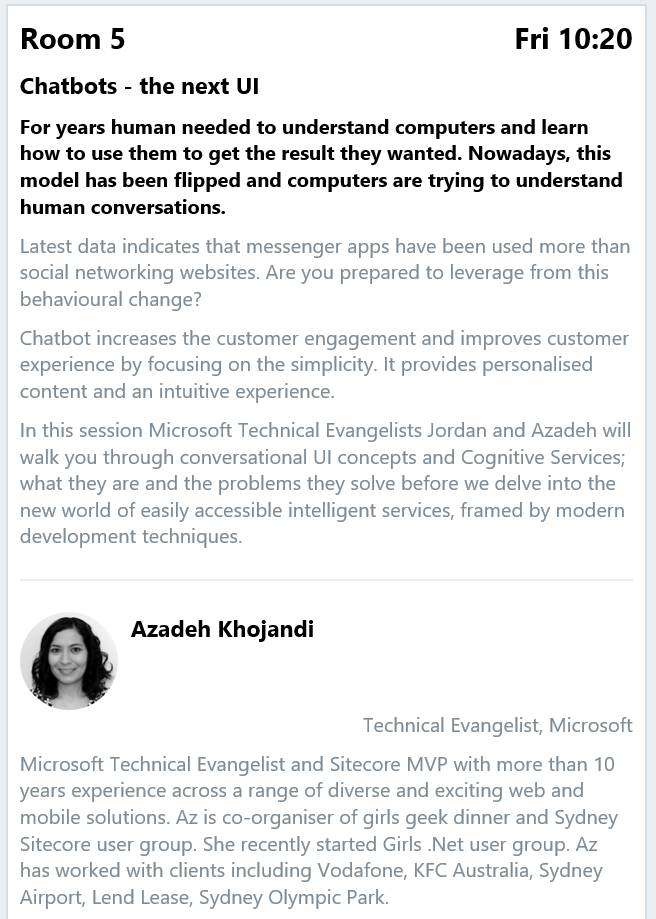 Room 5
Fri 10:20
Chatbots - the next UI
For years human needed to understand computers and learn
how to use them to get the result they wanted. Nowadays, this
model has been flipped and computers are trying to understand
human conversations.
Latest data indicates that messenger apps have been used more than
social networking websites. Are you prepared to leverage from this
behavioural change?
Chatbot increases the customer engagement and improves customer
experience by focusing on the simplicity. It provides personalised
content and an intuitive experience.
In this session Microsoft Technical Evangelists Jordan and Azadeh will
walk you through conversational UI concepts and Cognitive Services;
what they are and the problems they solve before we delve into the
new world of easily accessible intelligent services, framed by modern
development techniques.
Azadeh Khojandi
Technical Evangelist, Microsoft
Microsoft Technical Evangelist and Sitecore MVP with more than 10
years experience across a range of diverse and exciting web and
mobile solutions. Az is co-organiser of girls geek dinner and Sydney
Sitecore user group. She recently started Girls .Net user group. Az
has worked with clients including Vodafone, KFC Australia, Sydney
Airport, Lend Lease, Sydney Olympic Park.